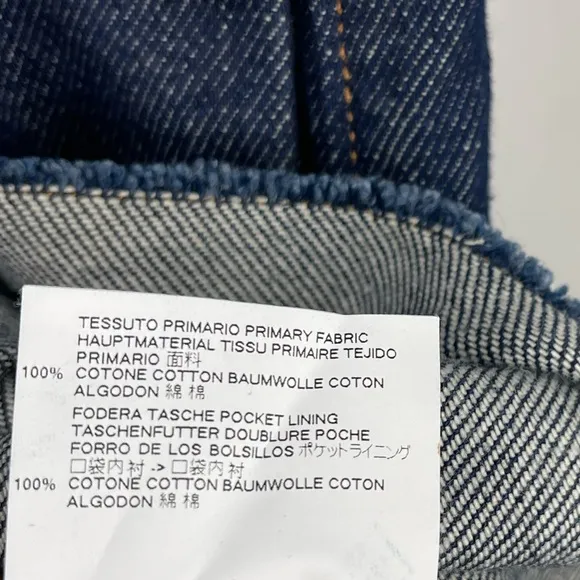 TESSUTO PRIMARIO PRIMARY FABRIC
HAUPTMATERIAL TISSU PRIMAIRE TEJIDO
PRIMARIO 面料
100% COTONE COTTON BAUMWOLLE COTON
ALGODON 綿 棉
FODERA TASCHE POCKET LINING
TASCHENFUTTER DOUBLURE POCHE
FORRO DE LOS BOLSILLOS ポケットライニング
口袋内衬 -> 口袋内衬
100% COTONE COTTON BAUMWOLLE COTON
ALGODON 綿 棉